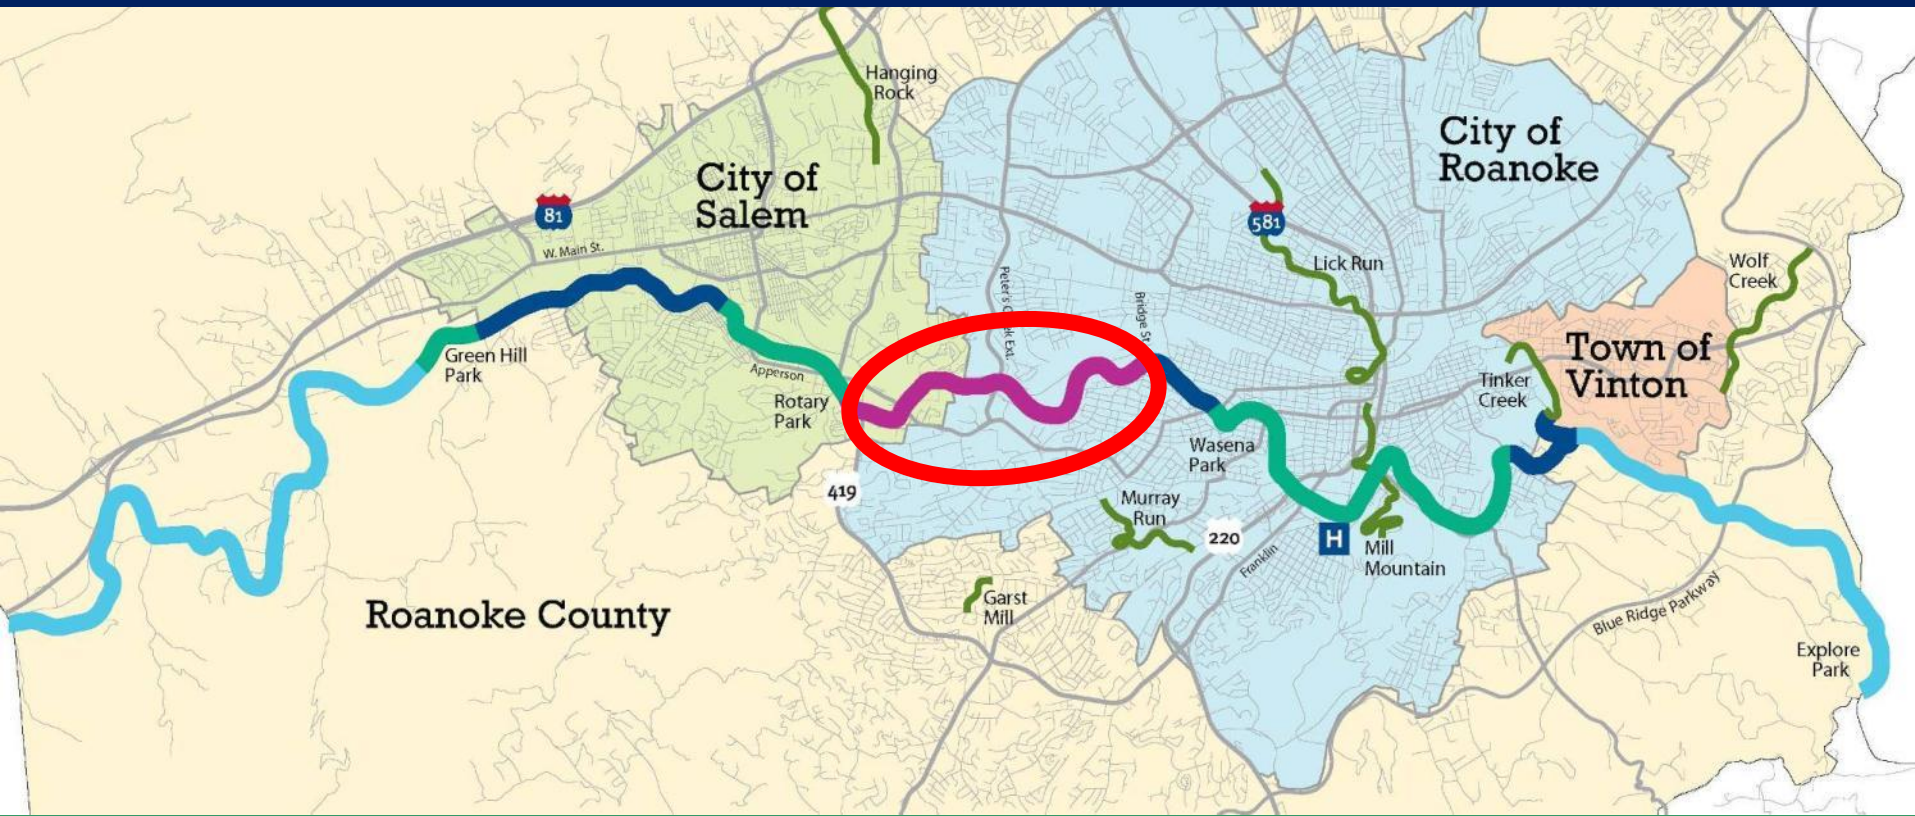 Hanging
Rock
City of
Salem
City of
Roanoke
81
581
W. Main St.
Lick Run
Wolf
Creek
Peter's Creek Ext.
Bridge St.
Green Hill
Park
Apperson
Rotary
Park
Town of
Vinton
Tinker
Creek
Wasena
Park
419
Murray
Run
220
H
Franklin
Mill
Mountain
Garst
Mill
Roanoke County
Blue Ridge Parkway
Explore
Park